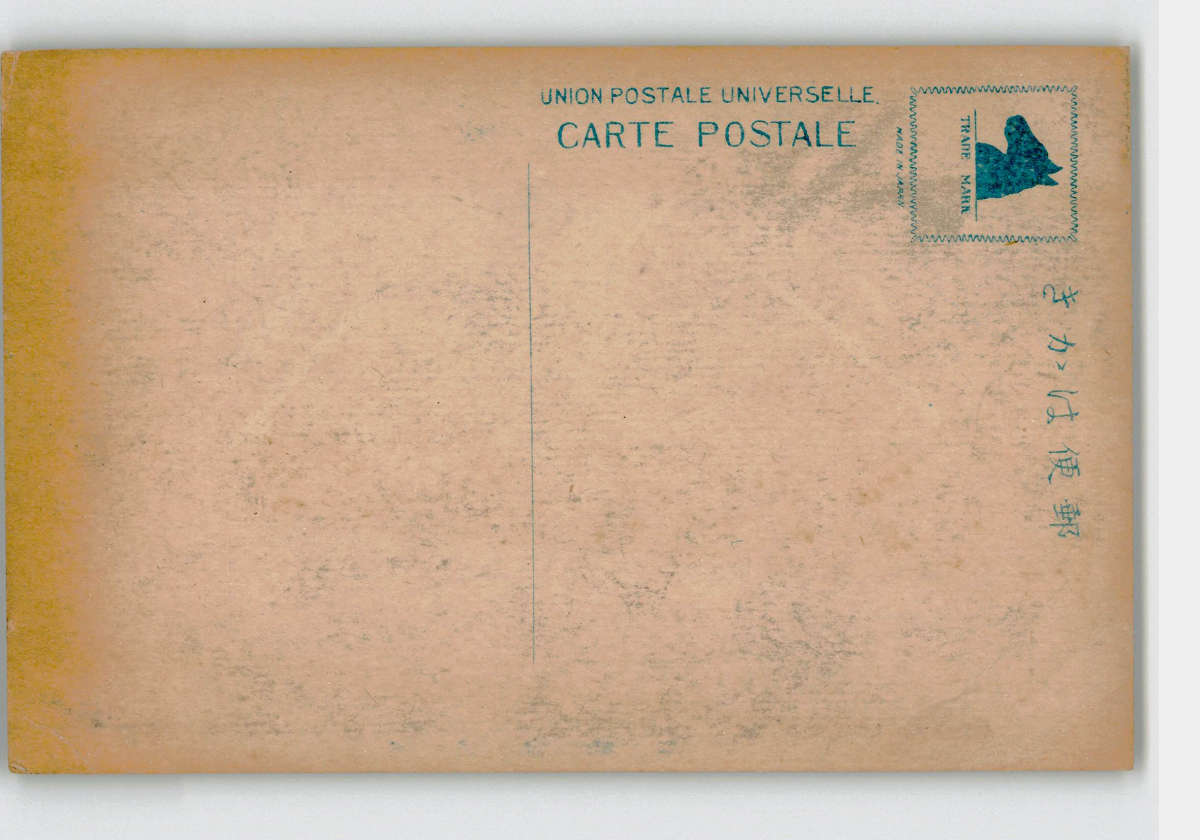 UNION POSTALE UNIVERSELLE.
CARTE POSTALE
MADE IN JAPAN
TRADE MARK
きがは便郵